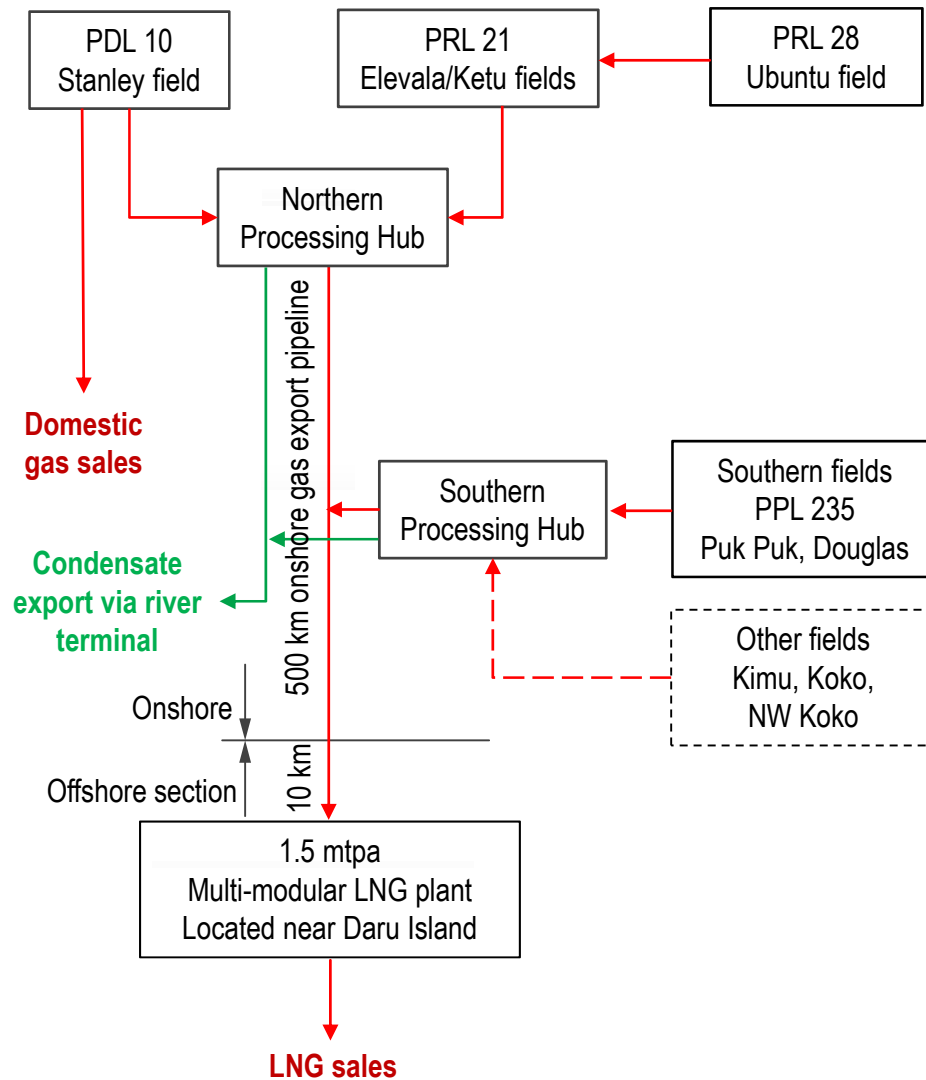 PDL 10
Stanley field
PRL 21
Elevala/Ketu fields
PRL 28
Ubuntu field
Northern
Processing Hub
500 km onshore gas export pipeline
Domestic
gas sales
Southern
Processing Hub
Southern fields
PPL 235
Puk Puk, Douglas
Condensate
export via river
terminal
Other fields
Kimu, Koko,
NW Koko
Onshore
Offshore section
10 km
1.5 mtpa
Multi-modular LNG plant
Located near Daru Island
LNG sales